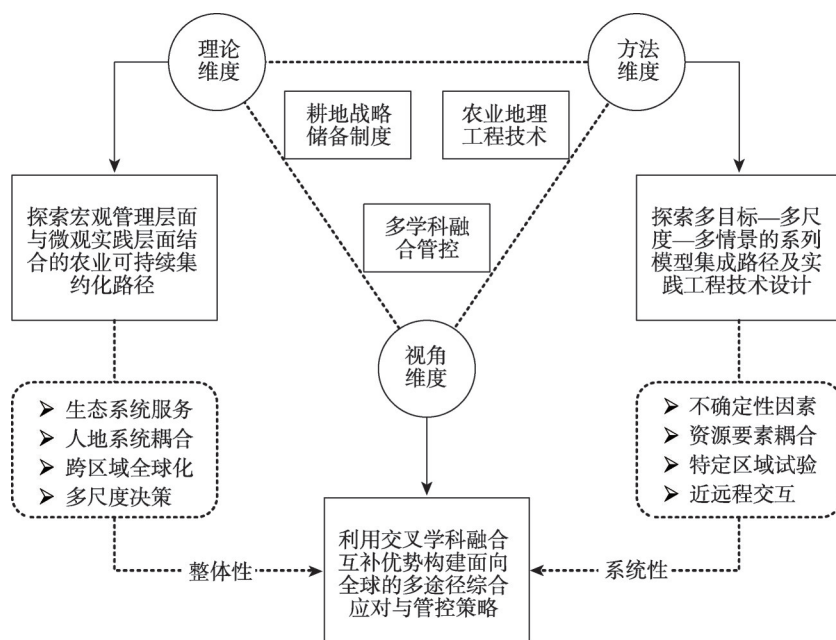 理论
维度
方法
维度
耕地战略
储备制度
农业地理
工程技术
探索宏观管理层面
与微观实践层面结
合的农业可持续集
约化路径
多学科融
合管控
探索多目标—多尺
度—多情景的系列
模型集成路径及实
践工程技术设计
视角
维度
➢ 生态系统服务
➢ 人地系统耦合
➢ 跨区域全球化
➢ 多尺度决策
➢ 不确定性因素
➢ 资源要素耦合
➢ 特定区域试验
➢ 近远程交互
利用交叉学科融合
互补优势构建面向
全球的多途径综合
应对与管控策略
整体性
系统性